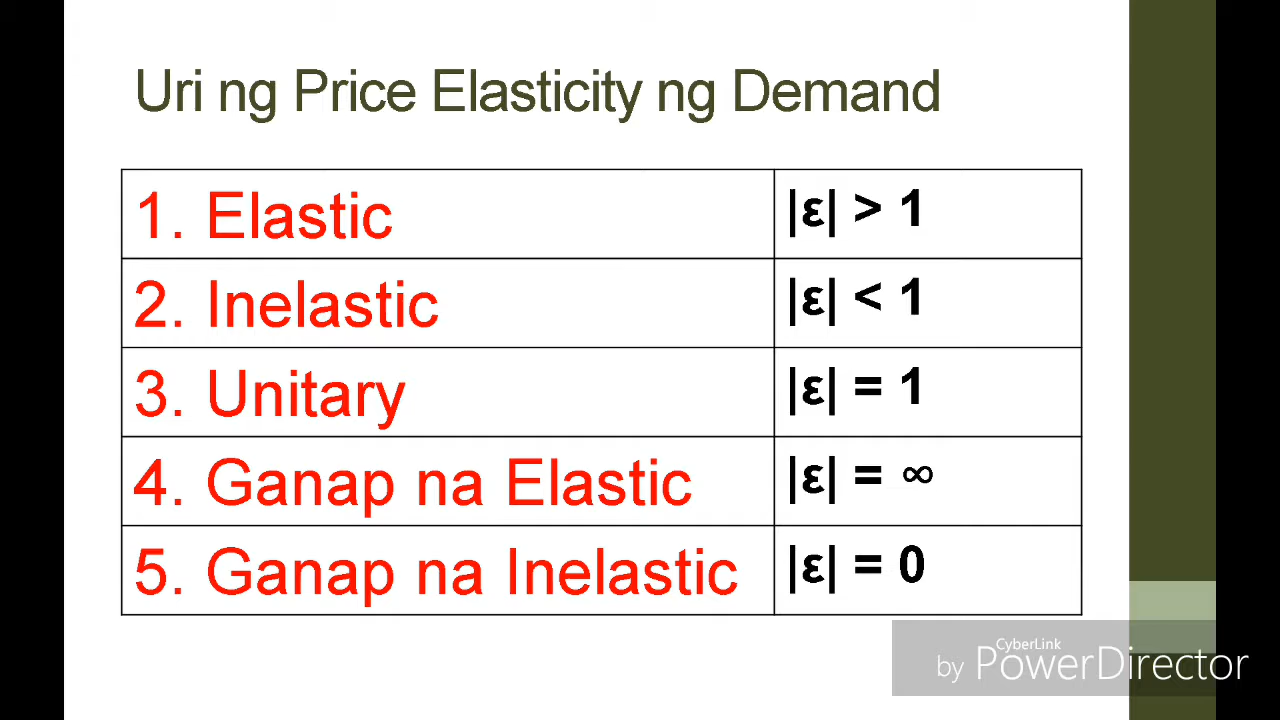 Uri ng Price Elasticity ng Demand
1. Elastic |ε| > 1
2. Inelastic |ε| < 1
3. Unitary |ε| = 1
4. Ganap na Elastic |ε| = ∞
5. Ganap na Inelastic |ε| = 0
CyberLink
by PowerDirector